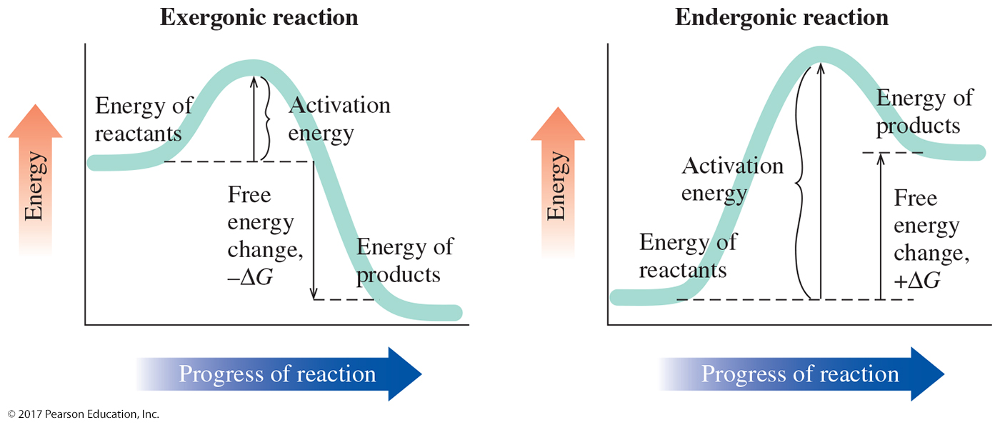 Exergonic reaction
Energy
Energy of
reactants
Activation
energy
Free
energy
change,
–ΔG
Energy of
products
Progress of reaction
Endergonic reaction
Energy
Energy of
reactants
Activation
energy
Energy of
products
Free
energy
change,
+ΔG
Progress of reaction
© 2017 Pearson Education, Inc.